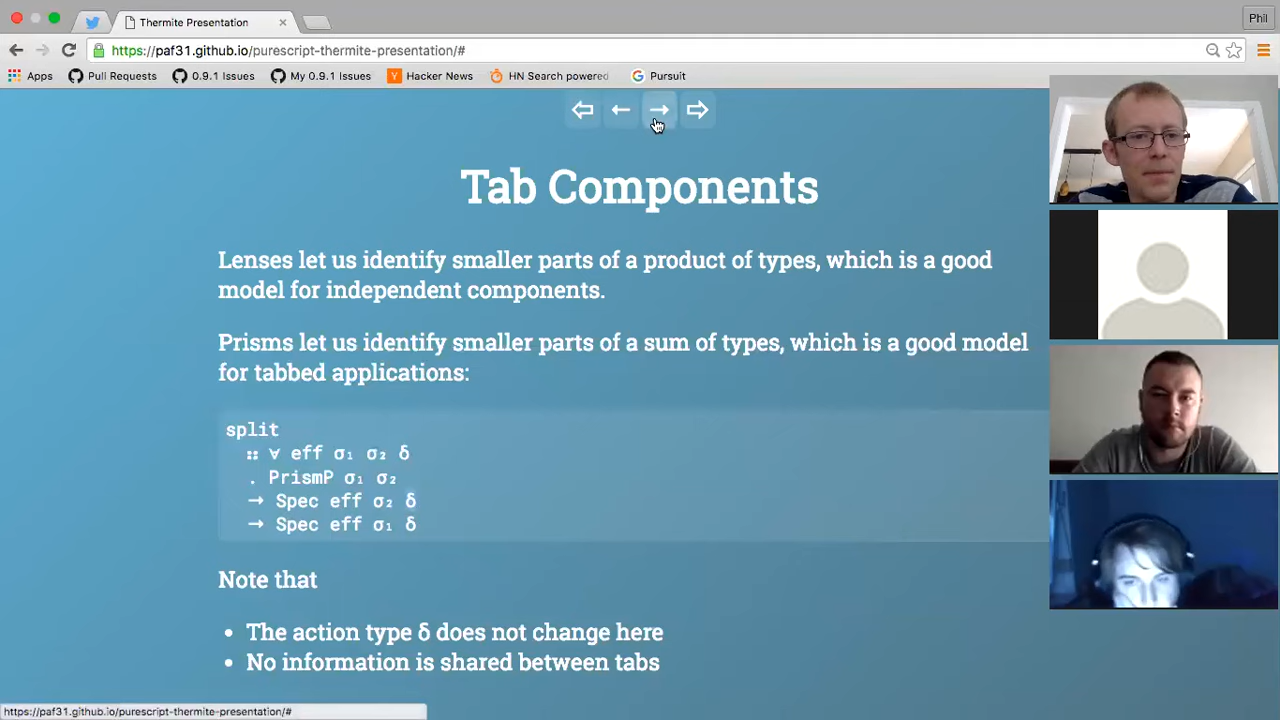 Thermite Presentation
Phil
https://paf31.github.io/purescript-thermite-presentation/#
Apps Pull Requests 0.9.1 Issues My 0.9.1 Issues Hacker News HN Search powered Pursuit
Tab Components
Lenses let us identify smaller parts of a product of types, which is a good
model for independent components.
Prisms let us identify smaller parts of a sum of types, which is a good model
for tabbed applications:
split
:: ∀ eff σ₁ σ₂ δ
. PrismP σ₁ σ₂
→ Spec eff σ₂ δ
→ Spec eff σ₁ δ
Note that
• The action type δ does not change here
• No information is shared between tabs
https://paf31.github.io/purescript-thermite-presentation/#